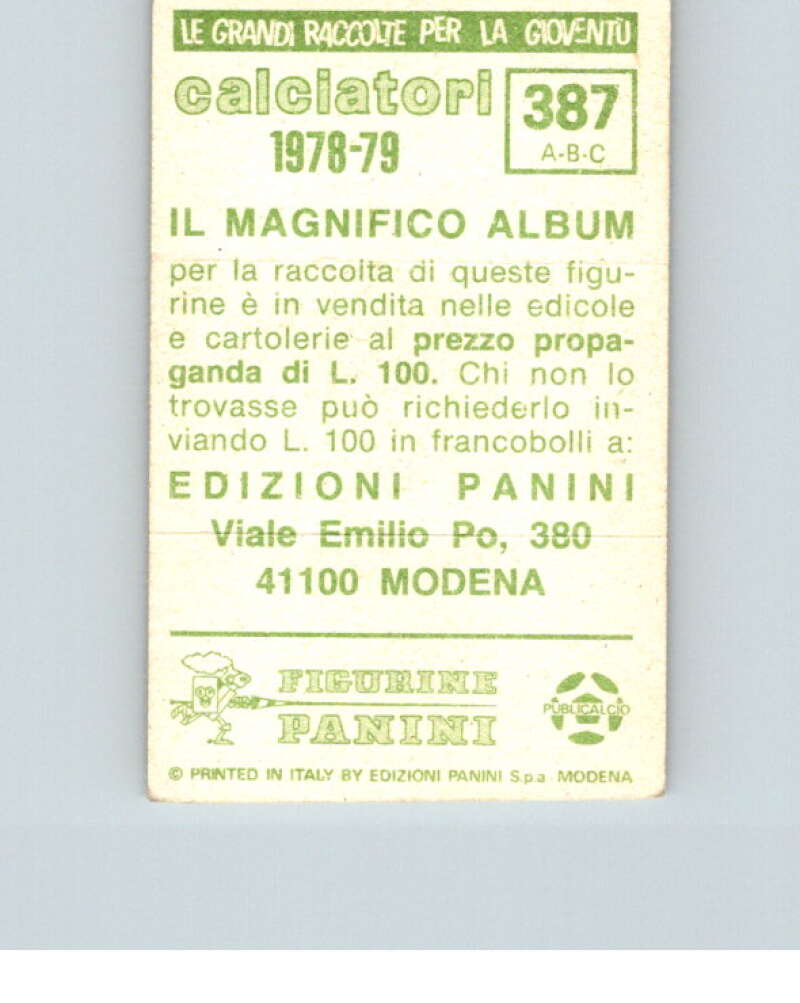 LE GRANDI RACCOLTE PER LA GIOVENTÙ
calciatori
1978-79
387
A-B-C
IL MAGNIFICO ALBUM
per la raccolta di queste figu-
rine è in vendita nelle edicole
e cartolerie al prezzo propa-
ganda di L. 100. Chi non lo
trovasse può richiederlo in-
viando L. 100 in francobolli a:
EDIZIONI PANINI
Viale Emilio Po, 380
41100 MODENA
FIGURINE
PANINI
PUBLICALCIO
© PRINTED IN ITALY BY EDIZIONI PANINI S.p.a MODENA